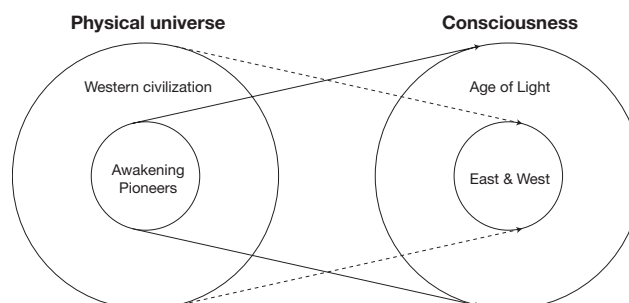 Physical universe
Consciousness
Western civilization
Age of Light
Awakening
Pioneers
East & West